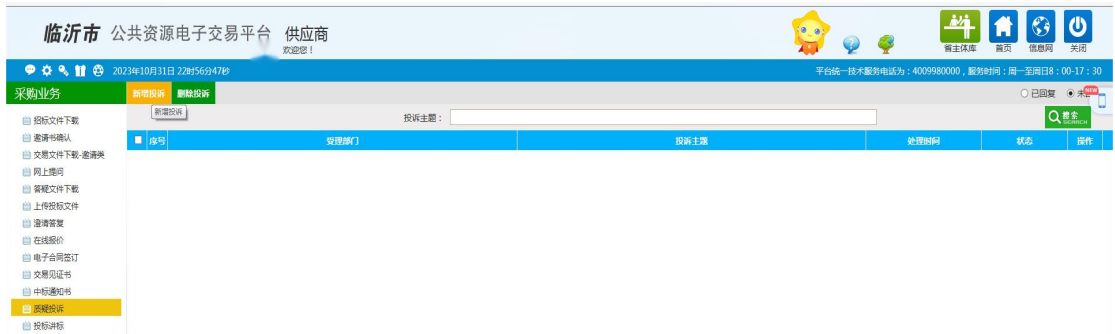 临沂市 公共资源电子交易平台 供应商
欢迎您！
省主体库 首页 信息网 关闭
2023年10月31日 22时56分47秒
平台统一技术服务电话为：4009980000，服务时间：周一至周日8：00-17：30
采购业务
新增投诉 删除投诉
已回复
NEW
新增投诉
投诉主题：
搜索
SEARCH
序号 受理部门 投诉主题 处理时间 状态 操作
招标文件下载
邀请书确认
交易文件下载-邀请类
网上提问
答疑文件下载
上传投标文件
澄清答复
在线报价
电子合同签订
交易见证书
中标通知书
质疑投诉
投标讲标